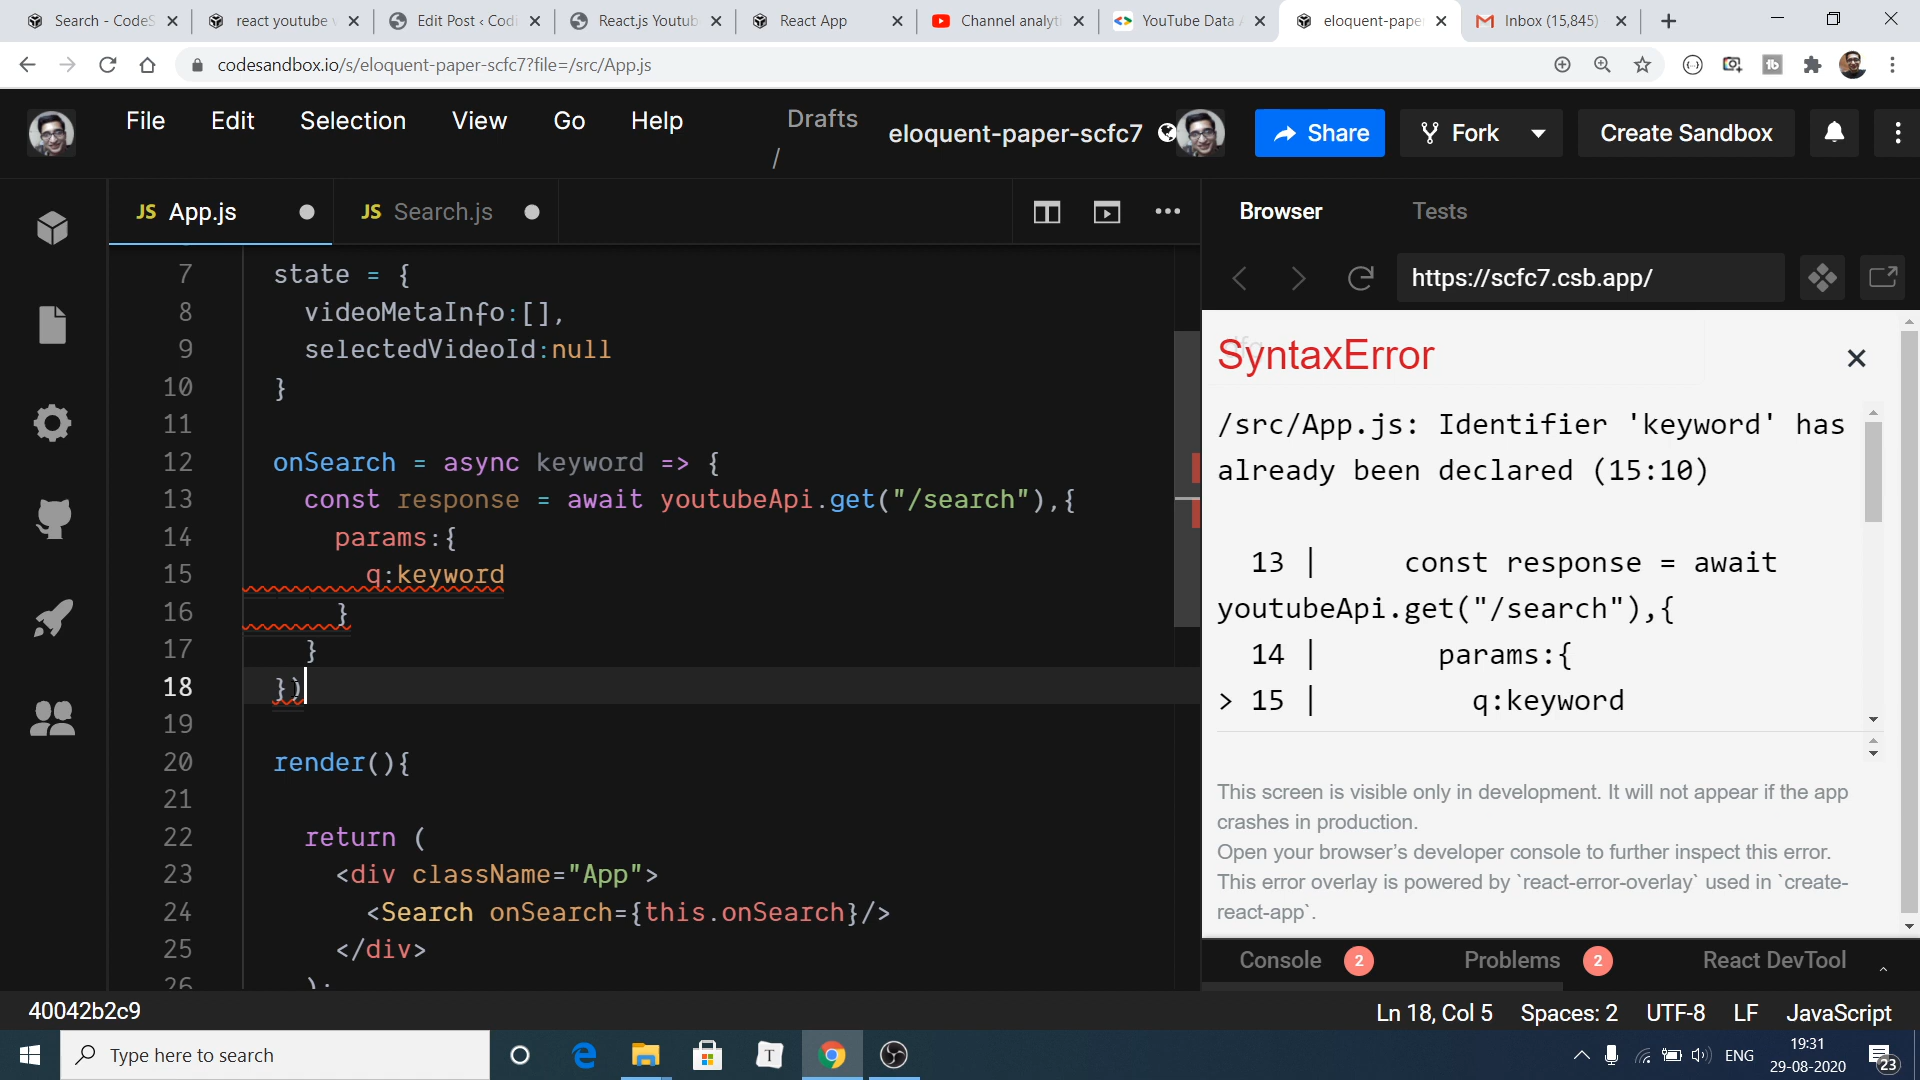 Search - CodeS
react youtube v
Edit Post ‹ Codi
React.js Youtub
React App
Channel analyti
YouTube Data A
eloquent-paper
Inbox (15,845)
codesandbox.io/s/eloquent-paper-scfc7?file=/src/App.js
File Edit Selection View Go Help
Drafts
/
eloquent-paper-scfc7
Share
Fork
Create Sandbox
JS App.js
JS Search.js
7 state = {
8 videoMetaInfo:[],
9 selectedVideoId:null
10 }
11
12 onSearch = async keyword => {
13 const response = await youtubeApi.get("/search"),{
14 params:{
15 q:keyword
16 }
17 }
18 })
19
20 render(){
21
22 return (
23 <div className="App">
24 <Search onSearch={this.onSearch}/>
25 </div>
26 );
Browser Tests
https://scfc7.csb.app/
SyntaxError
/src/App.js: Identifier 'keyword' has
already been declared (15:10)
13 | const response = await
youtubeApi.get("/search"),{
14 | params:{
> 15 | q:keyword
This screen is visible only in development. It will not appear if the app
crashes in production.
Open your browser’s developer console to further inspect this error.
This error overlay is powered by `react-error-overlay` used in `create-
react-app`.
Console 2 Problems 2 React DevTool
40042b2c9
Ln 18, Col 5 Spaces: 2 UTF-8 LF JavaScript
Type here to search
T
ENG
19:31
29-08-2020
23